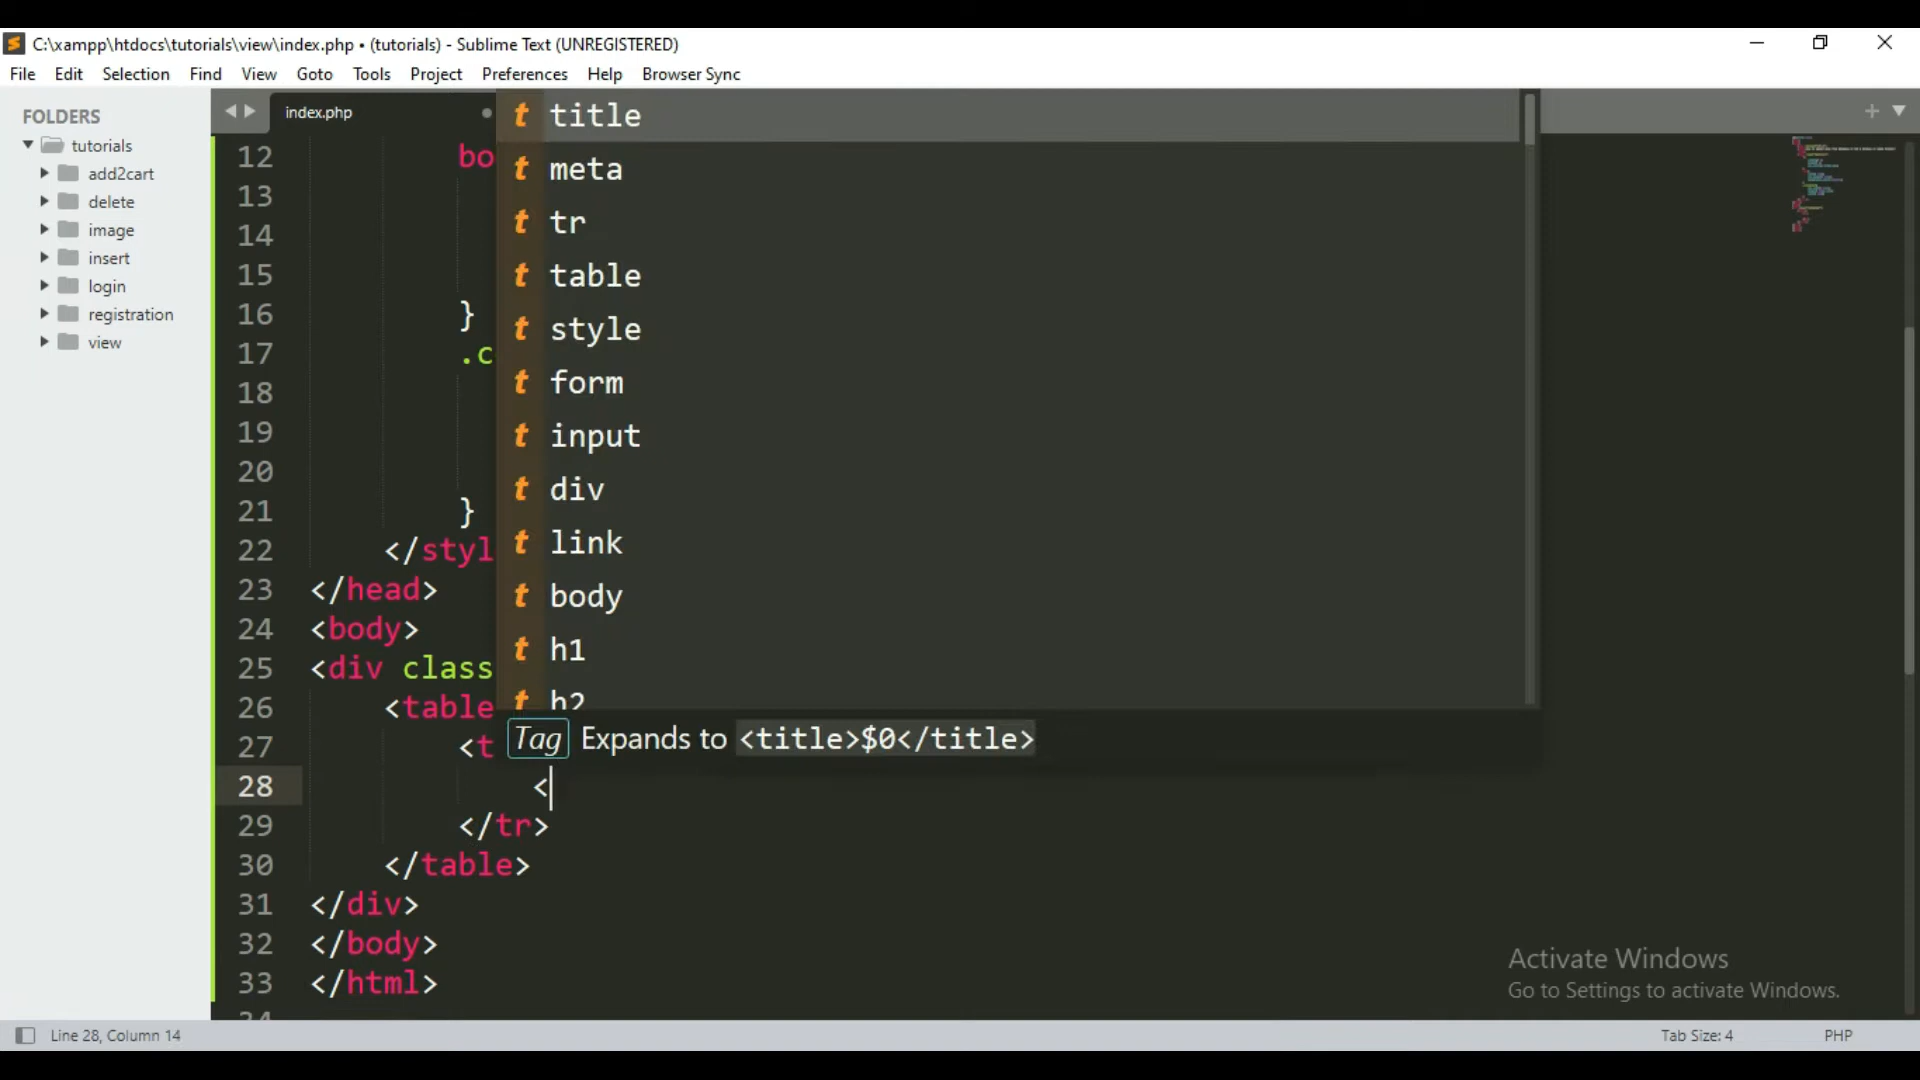 C:\xampp\htdocs\tutorials\view\index.php • (tutorials) - Sublime Text (UNREGISTERED)
File Edit Selection Find View Goto Tools Project Preferences Help Browser Sync
FOLDERS
tutorials
add2cart
delete
image
insert
login
registration
view
index.php
12 bo
13
14
15
16 }
17 .c
18
19
20
21 }
22 </styl
23 </head>
24 <body>
25 <div class
26 <table
27 <t
28 <
29 </tr>
30 </table>
31 </div>
32 </body>
33 </html>
34
t title
t meta
t tr
t table
t style
t form
t input
t div
t link
t body
t h1
t h2
Tag Expands to <title>$0</title>
Activate Windows
Go to Settings to activate Windows.
Line 28, Column 14
Tab Size: 4
PHP